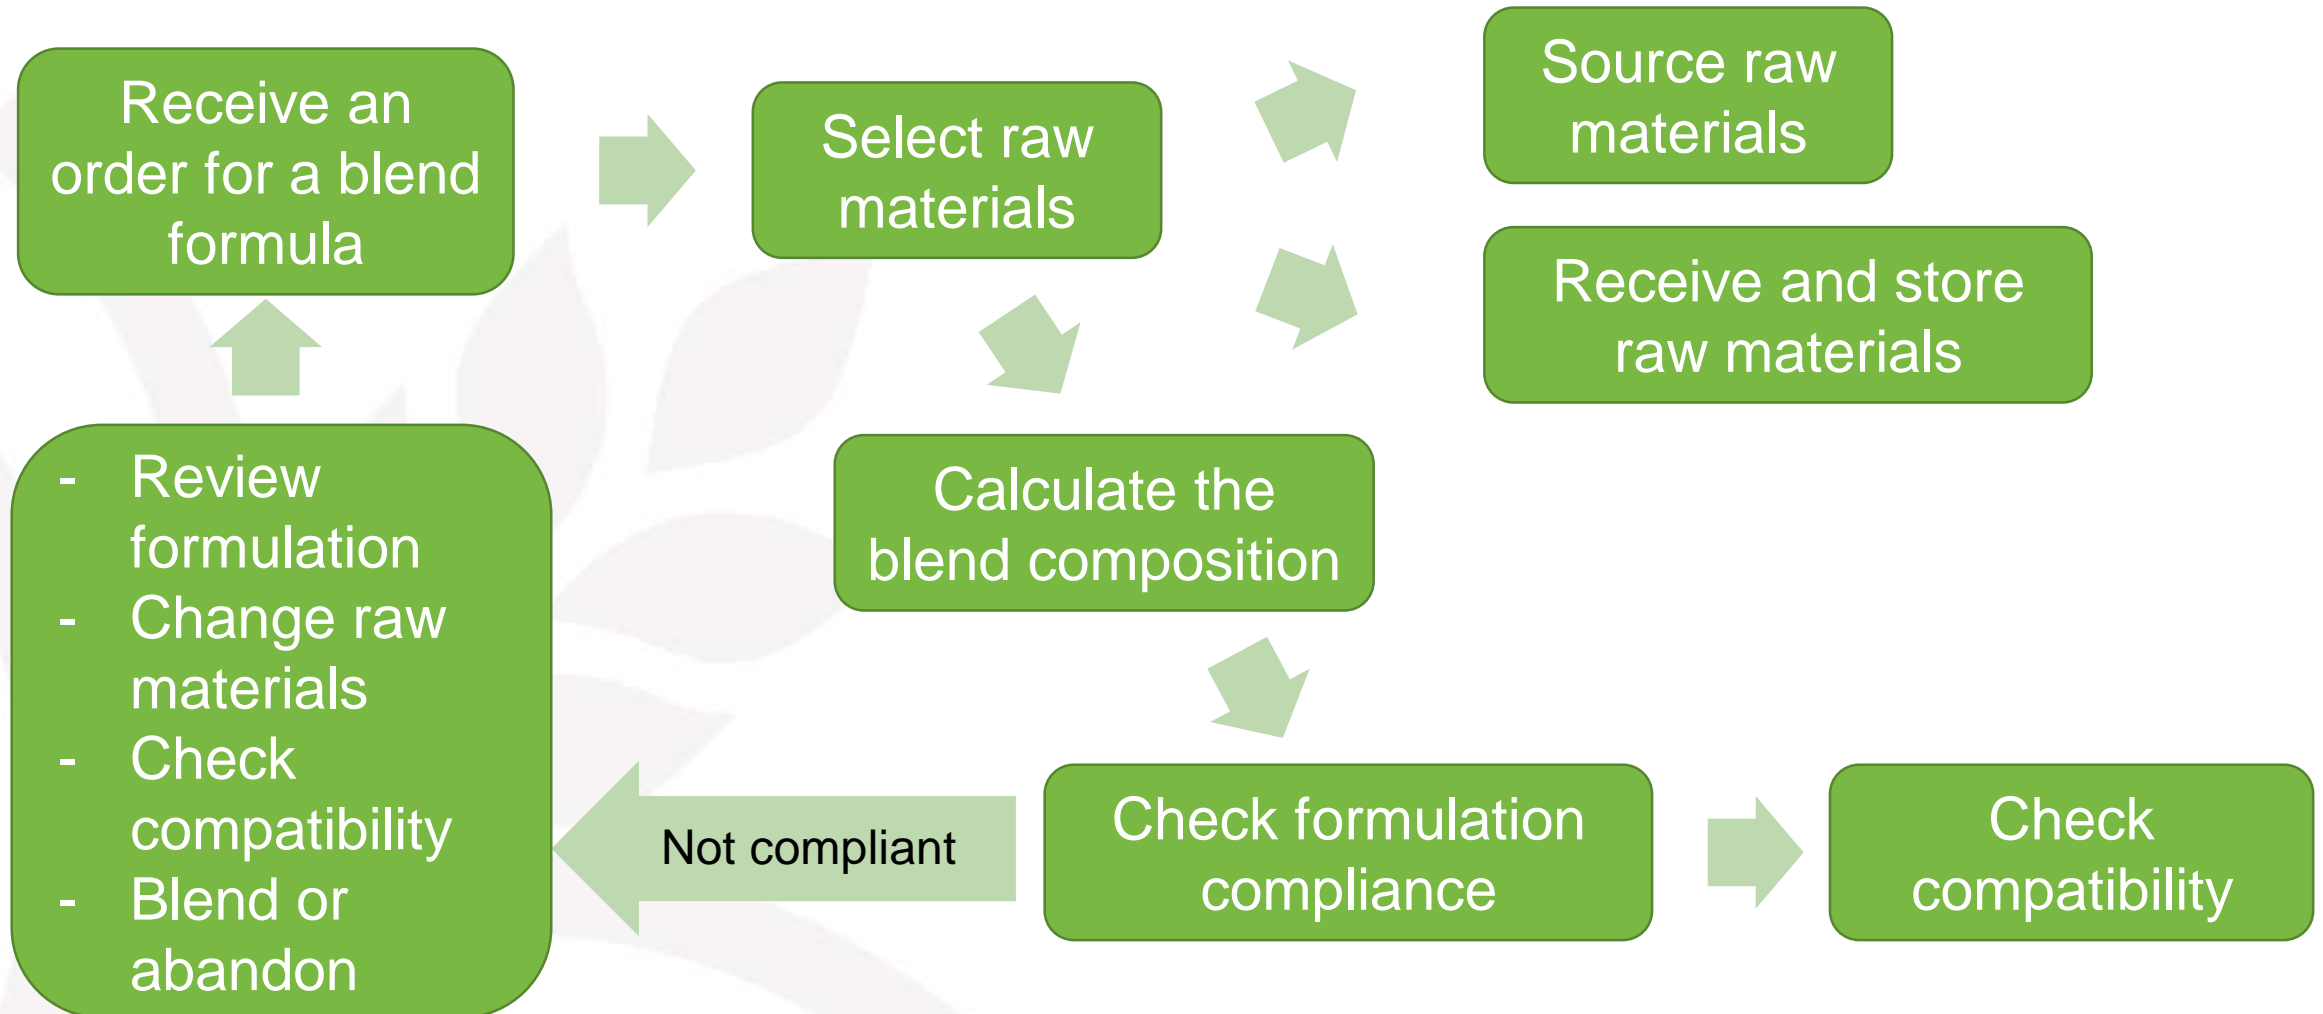 Receive an
order for a blend
formula
Select raw
materials
Source raw
materials
Receive and store
raw materials
Calculate the
blend composition
- Review
formulation
- Change raw
materials
- Check
compatibility
- Blend or
abandon
Not compliant
Check formulation
compliance
Check
compatibility